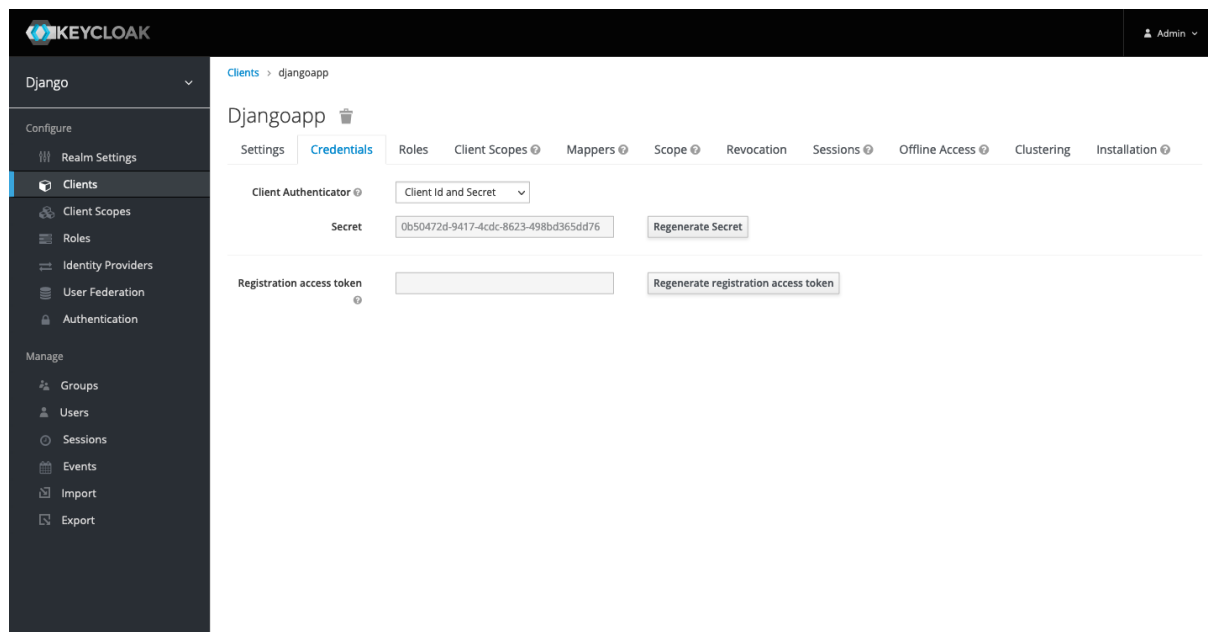 KEYCLOAK
Admin
Django
Configure
Realm Settings
Clients
Client Scopes
Roles
Identity Providers
User Federation
Authentication
Manage
Groups
Users
Sessions
Events
Import
Export
Clients > djangoapp
Djangoapp
Settings Credentials Roles Client Scopes Mappers Scope Revocation Sessions Offline Access Clustering Installation
Client Authenticator Client Id and Secret
Secret 0b50472d-9417-4cdc-8623-498bd365dd76 Regenerate Secret
Registration access token Regenerate registration access token